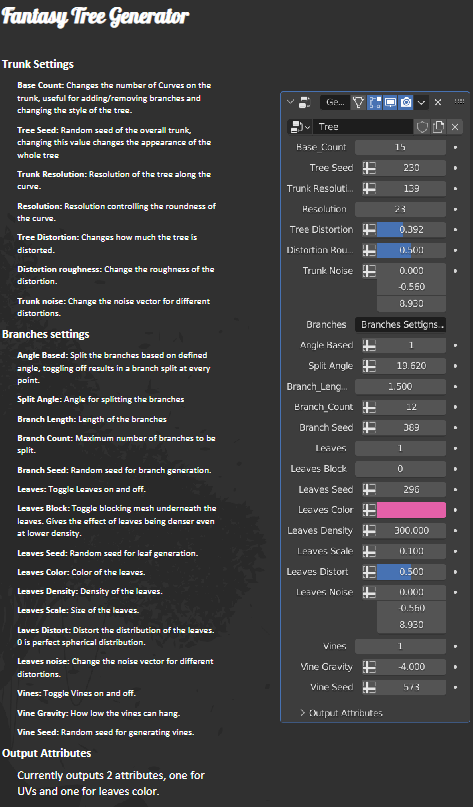 Fantasy Tree Generator
Trunk Settings
Base Count: Changes the number of Curves on the
trunk, useful for adding/removing branches and
changing the style of the tree.
Tree Seed: Random seed of the overall trunk,
changing this value changes the appearance of the
whole tree
Trunk Resolution: Resolution of the tree along the
curve.
Resolution: Resolution controlling the roundness of
the curve.
Tree Distortion: Changes how much the tree is
distorted.
Distortion roughness: Change the roughness of the
distortion.
Trunk noise: Change the noise vector for different
distortions.
Branches settings
Angle Based: Split the branches based on defined
angle, toggling off results in a branch split at every
point.
Split Angle: Angle for splitting the branches
Branch Length: Length of the branches
Branch Count: Maximum number of branches to be
split.
Branch Seed: Random seed for branch generation.
Leaves: Toggle Leaves on and off.
Leaves Block: Toggle blocking mesh underneath the
leaves. Gives the effect of leaves being denser even
at lower density.
Leaves Seed: Random seed for leaf generation.
Leaves Color: Color of the leaves.
Leaves Density: Density of the leaves.
Leaves Scale: Size of the leaves.
Laves Distort: Distort the distribution of the leaves.
0 is perfect spherical distribution.
Leaves noise: Change the noise vector for different
distortions.
Vines: Toggle Vines on and off.
Vine Gravity: How low the vines can hang.
Vine Seed: Random seed for generating vines.
Output Attributes
Currently outputs 2 attributes, one for
UVs and one for leaves color.
Ge...
Tree
Base_Count 15
Tree Seed 230
Trunk Resoluti... 139
Resolution 23
Tree Distortion 0.392
Distortion Rou... 0.500
Trunk Noise 0.000
-0.560
8.930
Branches Branches Settigns...
Angle Based 1
Split Angle 19.620
Branch_Leng... 1.500
Branch_Count 12
Branch Seed 389
Leaves 1
Leaves Block 0
Leaves Seed 296
Leaves Color
Leaves Density 300.000
Leaves Scale 0.100
Leaves Distort 0.500
Leaves Noise 0.000
-0.560
8.930
Vines 1
Vine Gravity -4.000
Vine Seed 573
Output Attributes